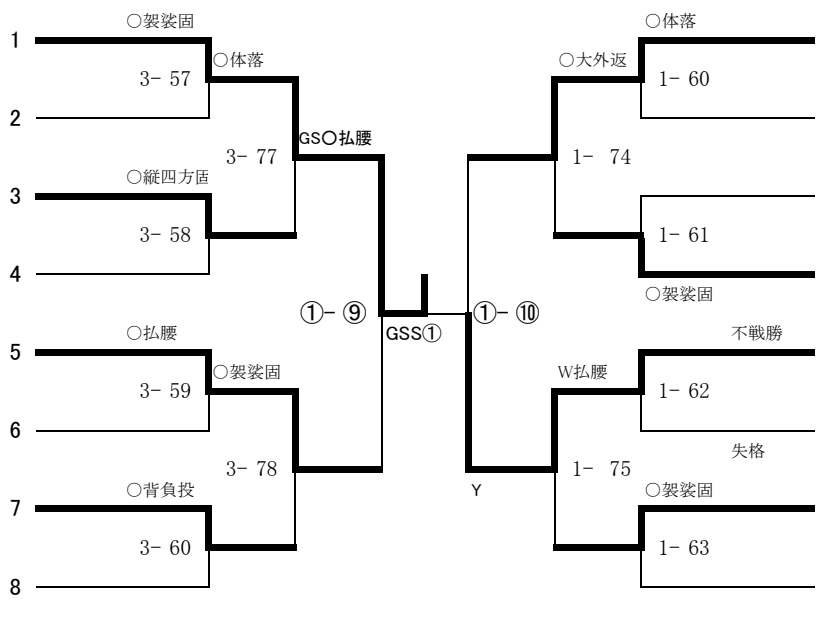 ○袈裟固 ○体落
1
○体落 ○大外返
3- 57 1- 60
2
GS○払腰
3- 77 1- 74
○縦四方固
3
3- 58 1- 61
4
○袈裟固
①- ⑨ ①- ⑩
GSS①
○払腰 不戦勝
5
○袈裟固 W払腰
3- 59 1- 62
6
失格
3- 78 1- 75
○背負投 Y ○袈裟固
7
3- 60 1- 63
8